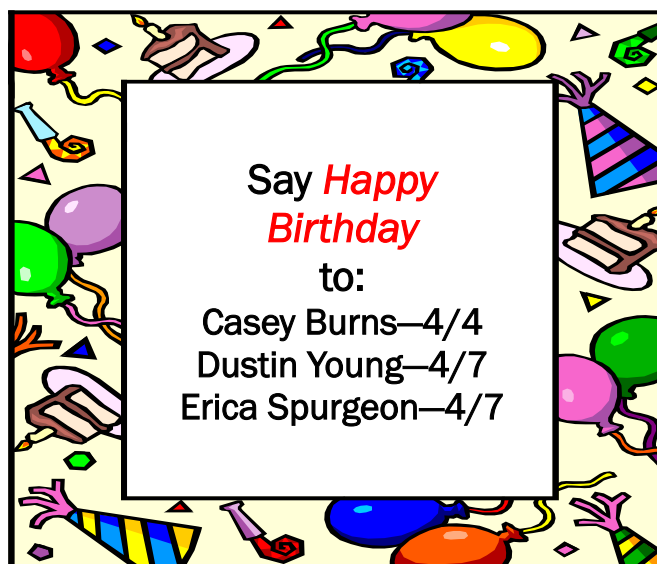 Say Happy
Birthday
to:
Casey Burns—4/4
Dustin Young—4/7
Erica Spurgeon—4/7